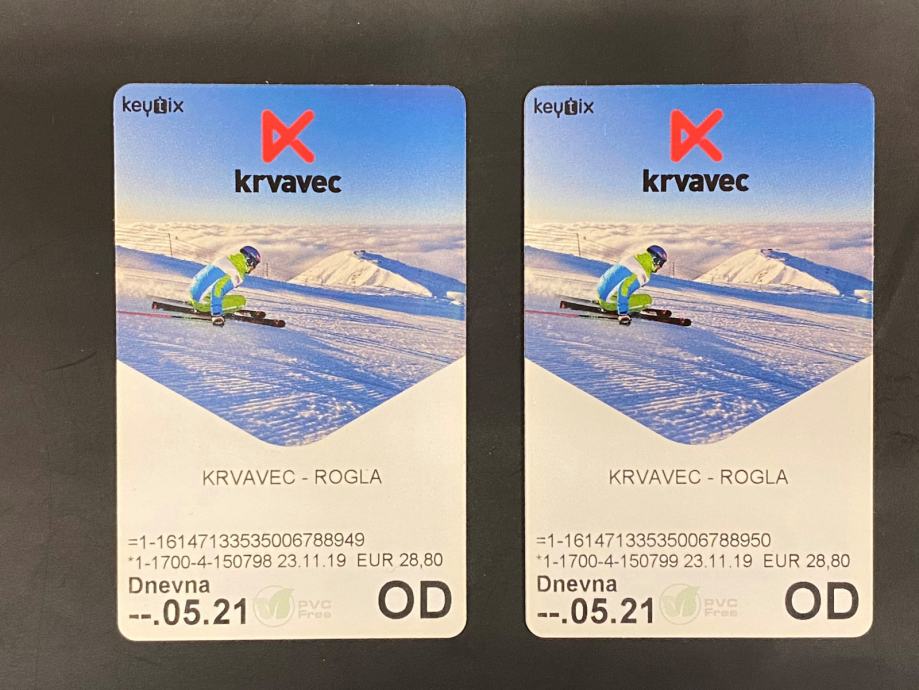 keytix
krvavec
KRVAVEC - ROGLA
=1-16147133535006788949
*1-1700-4-150798 23.11.19 EUR 28,80
Dnevna
--.05.21
PVC
Free
OD
keytix
krvavec
KRVAVEC - ROGLA
=1-16147133535006788950
*1-1700-4-150799 23.11.19 EUR 28,80
Dnevna
--.05.21
PVC
Free
OD